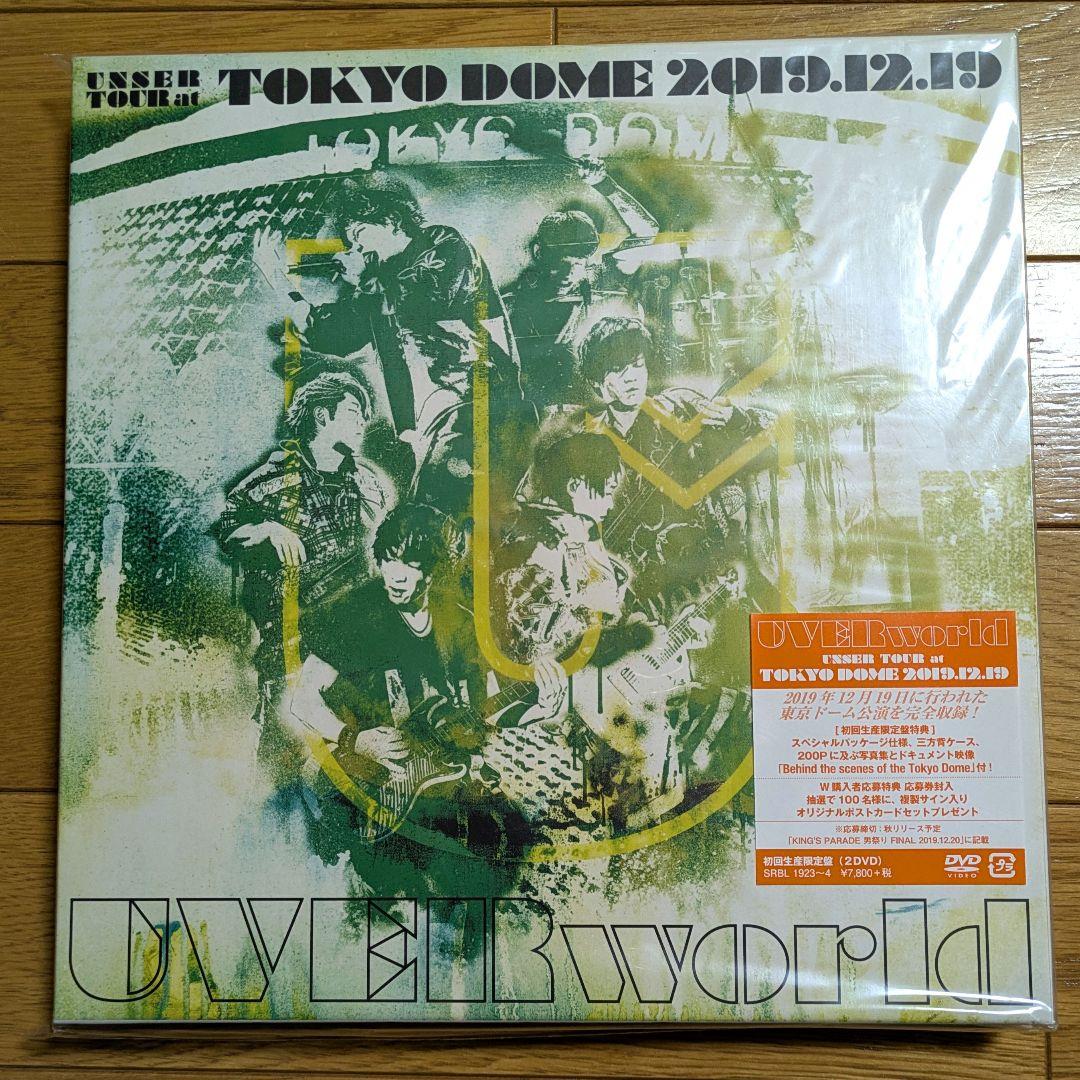 UNSER
TOUR at
TOKYO DOME 2019.12.19
TOKYO DOME
UVERworld
UNSER TOUR at
TOKYO DOME 2019.12.19
2019年12月19日に行われた
東京ドーム公演を完全収録!
[初回生産限定盤特典]
スペシャルパッケージ仕様、三方背ケース、
200Pに及ぶ写真集とドキュメント映像
「Behind the scenes of the Tokyo Dome」付!
W購入者応募特典 応募券封入
抽選で100名様に、複製サイン入り
オリジナルポストカードセットプレゼント
※応募締切:秋リリース予定
「KING'S PARADE 男祭り FINAL 2019.12.20」に記載
初回生産限定盤(2DVD)
SRBL 1923~4 ¥7,800+税
DVD
VIDEO
プラ
UVERworld